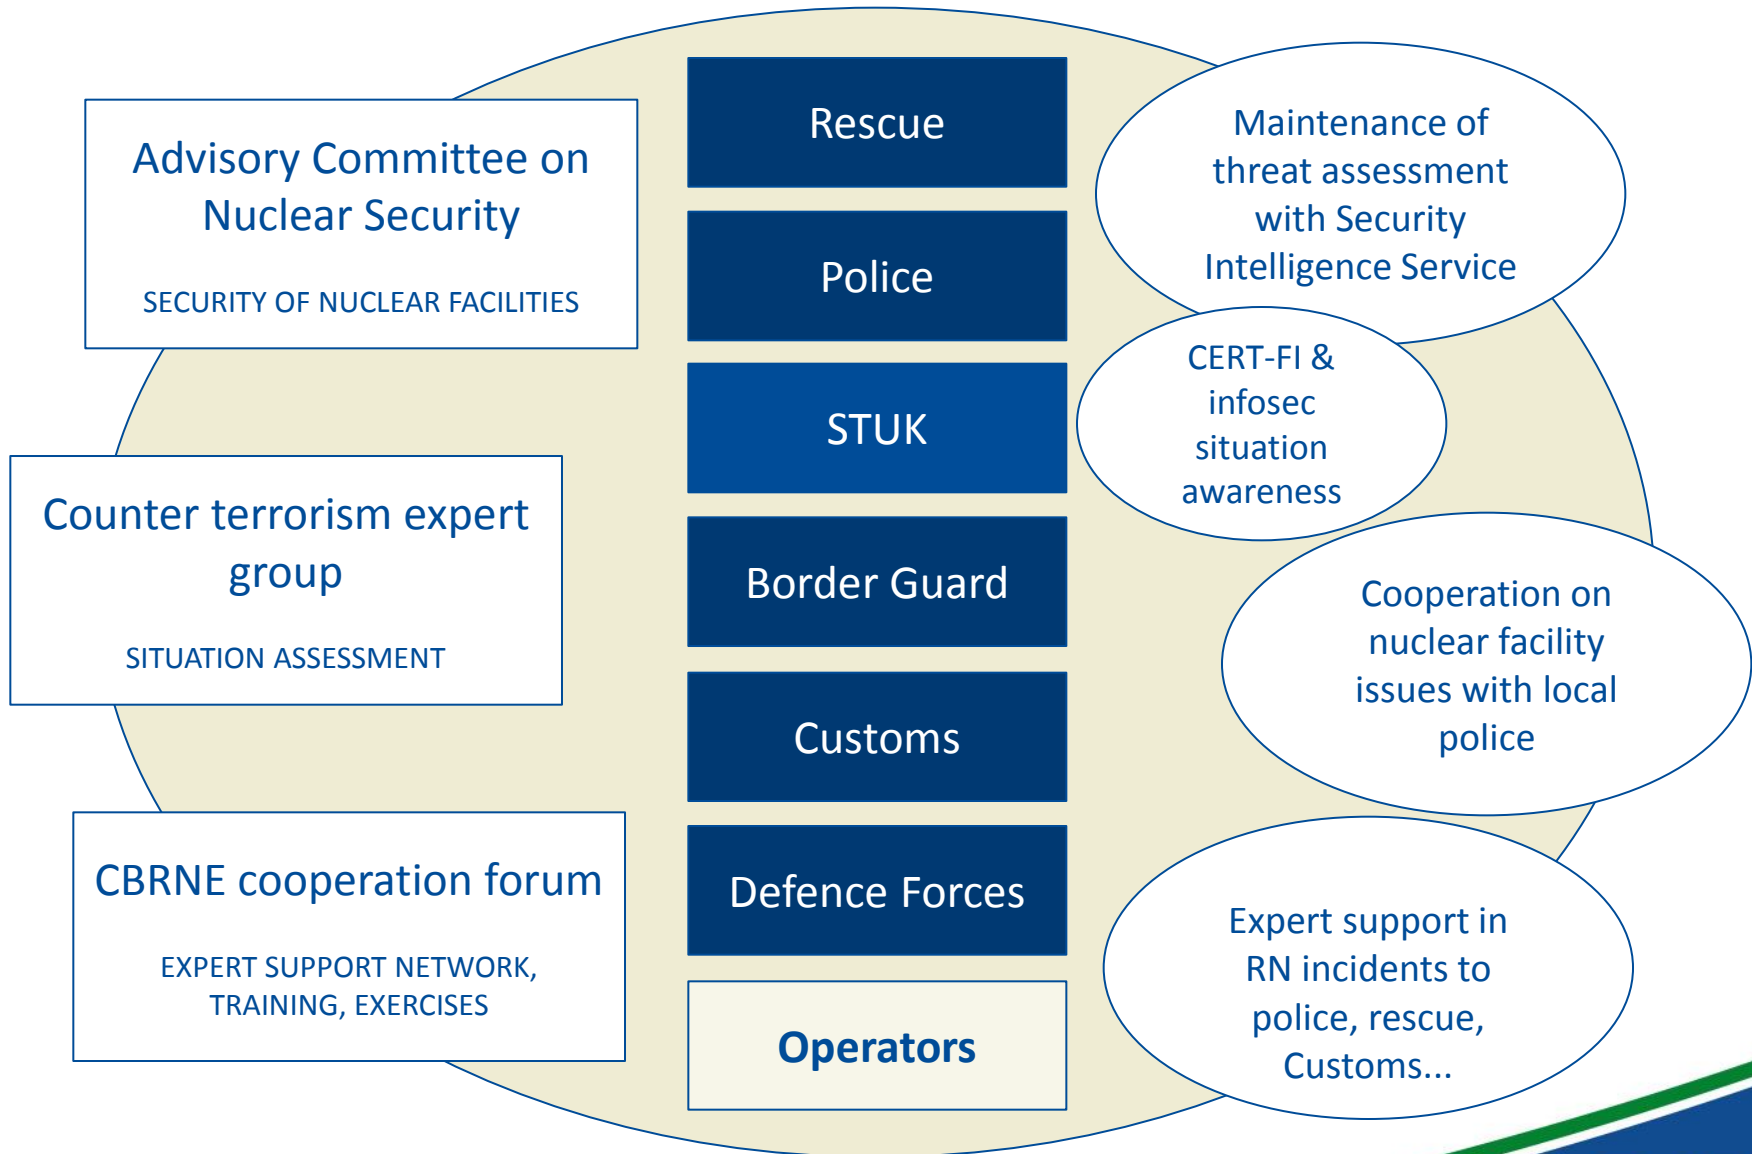 Advisory Committee on
Nuclear Security
SECURITY OF NUCLEAR FACILITIES
Counter terrorism expert
group
SITUATION ASSESSMENT
CBRNE cooperation forum
EXPERT SUPPORT NETWORK,
TRAINING, EXERCISES
Rescue
Police
STUK
Border Guard
Customs
Defence Forces
Operators
Maintenance of
threat assessment
with Security
Intelligence Service
CERT-FI &
infosec
situation
awareness
Cooperation on
nuclear facility
issues with local
police
Expert support in
RN incidents to
police, rescue,
Customs...